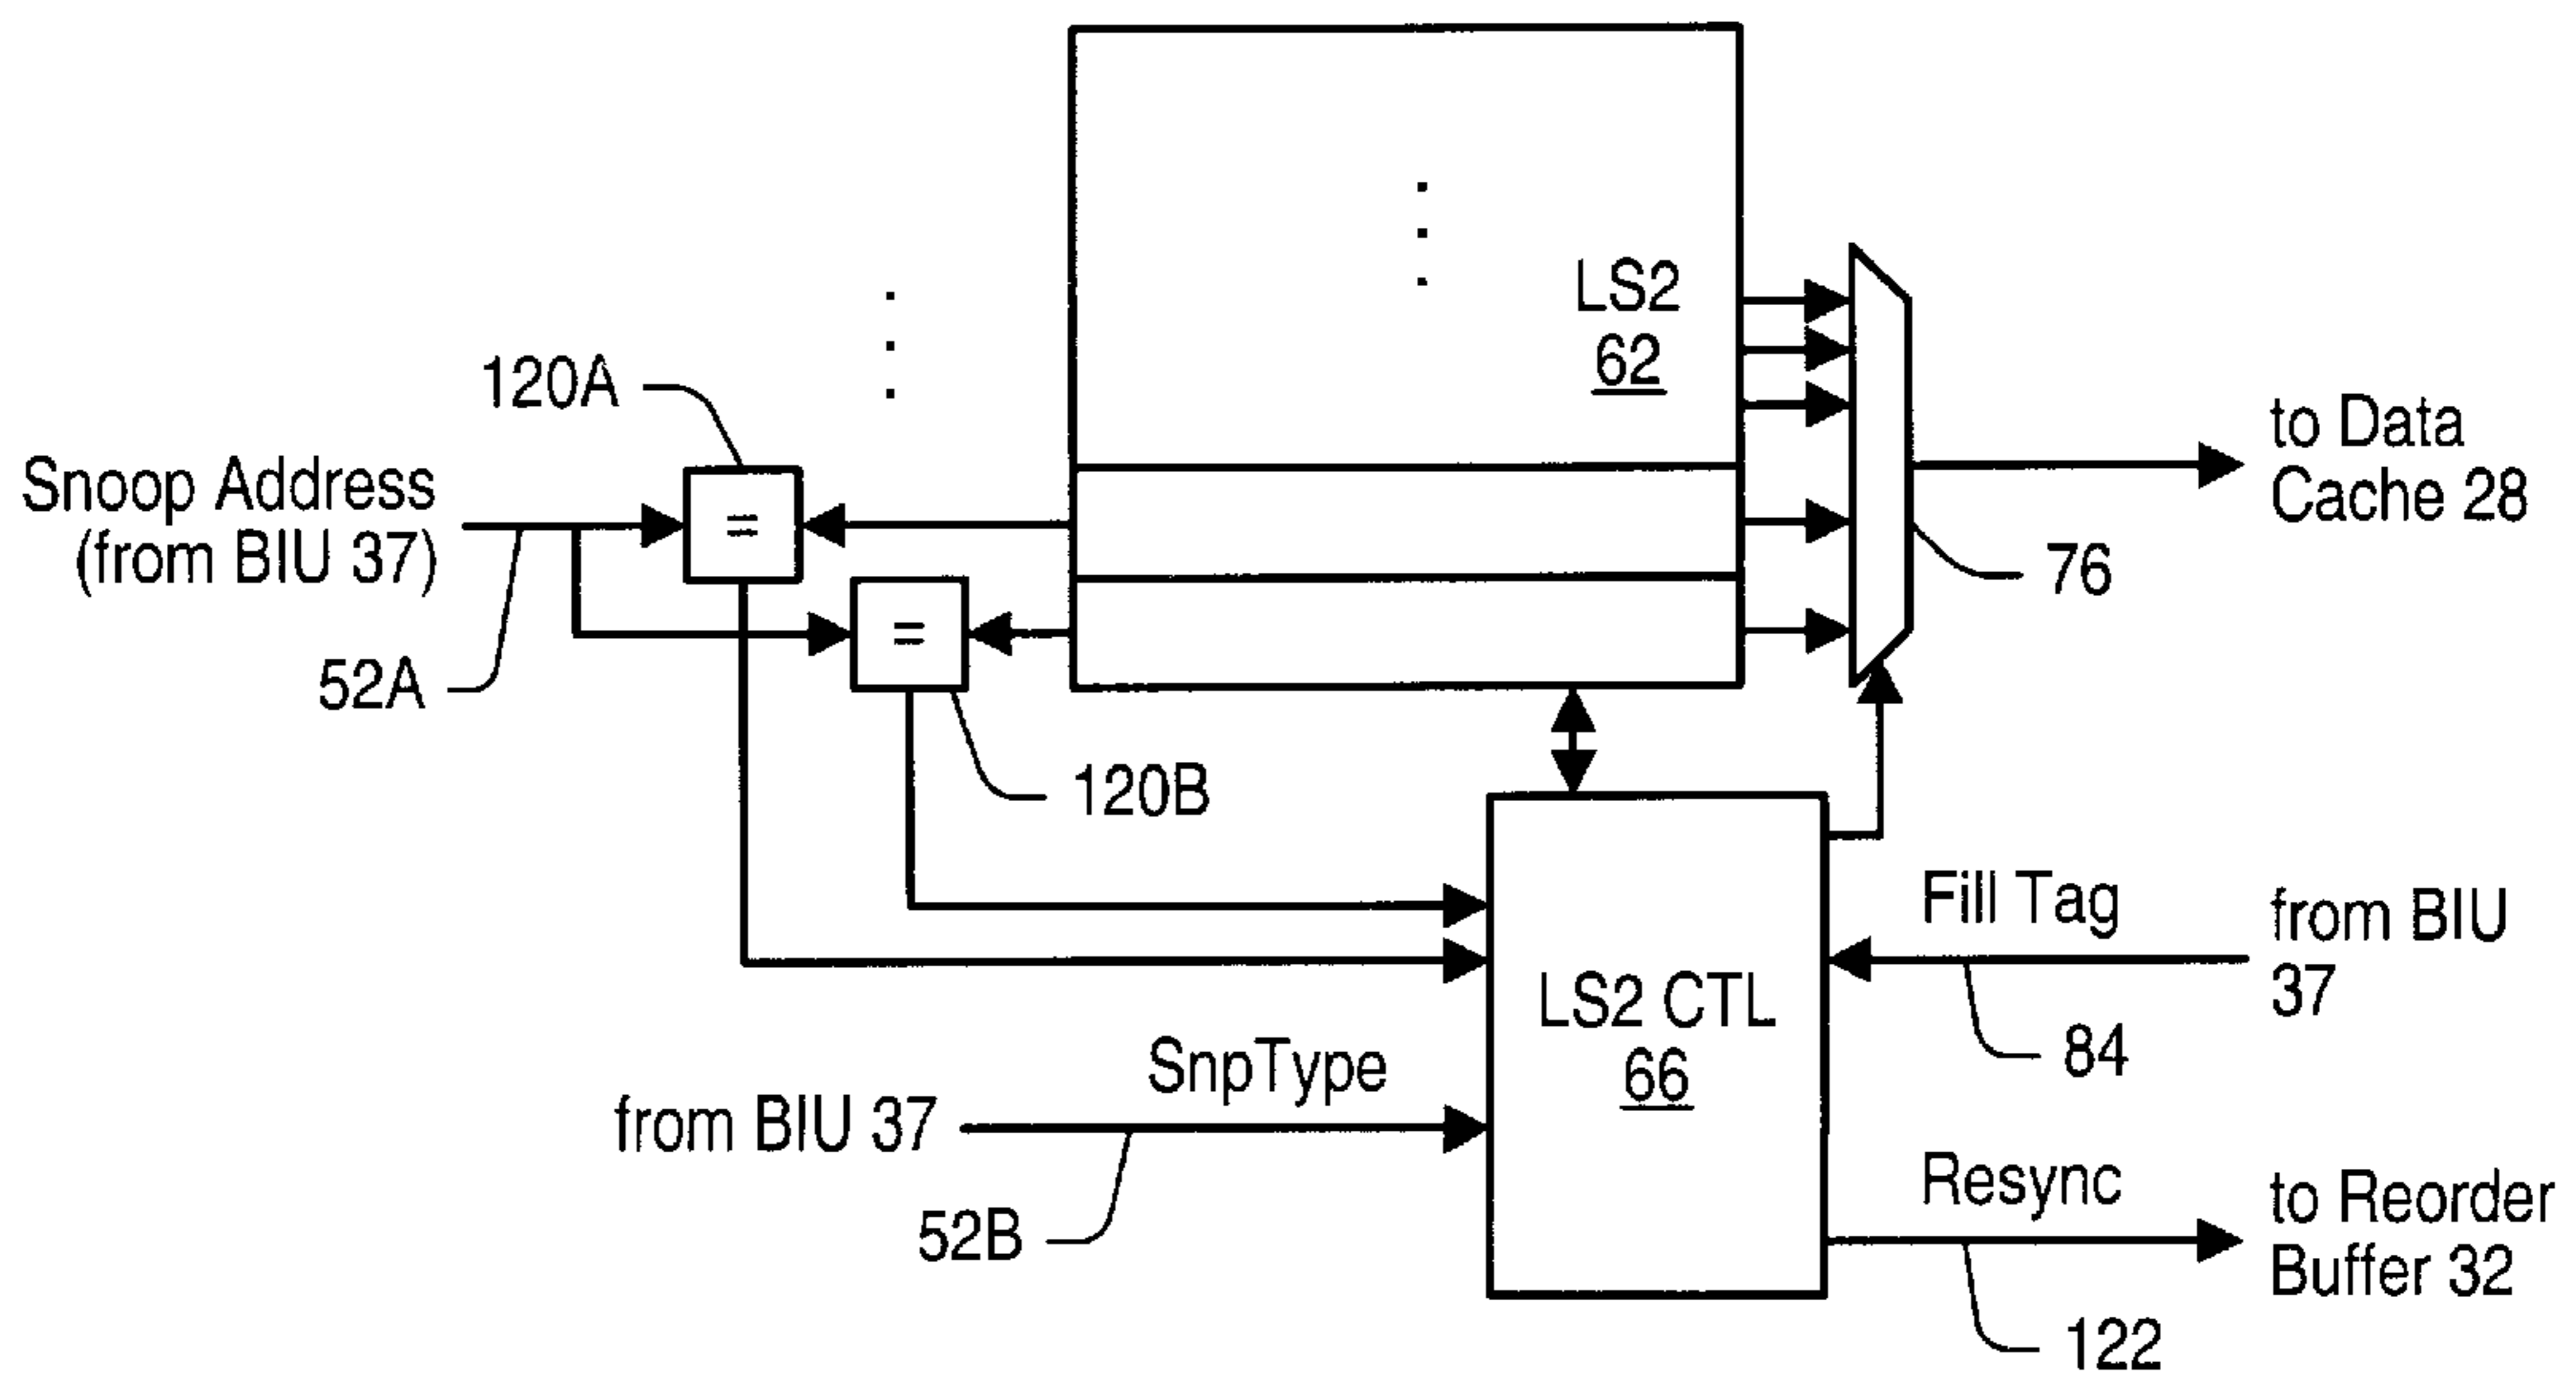 LS2
62
120A
Snoop Address
(from BIU 37)
=
=
52A
120B
to Data
Cache 28
76
Fill Tag
from BIU
37
84
LS2 CTL
66
SnpType
from BIU 37
52B
Resync
to Reorder
Buffer 32
122